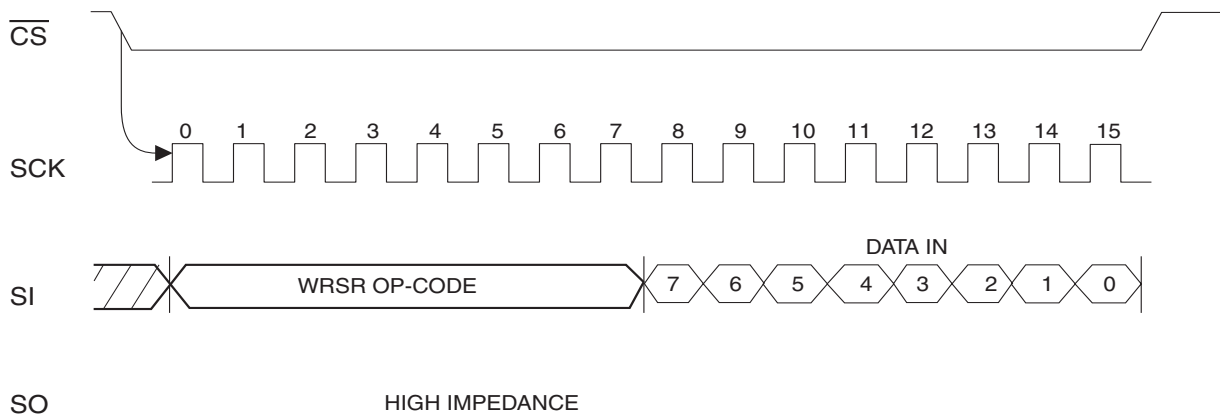 CS
0 1 2 3 4 5 6 7 8 9 10 11 12 13 14 15
SCK
DATA IN
SI WRSR OP-CODE 7 6 5 4 3 2 1 0
SO HIGH IMPEDANCE